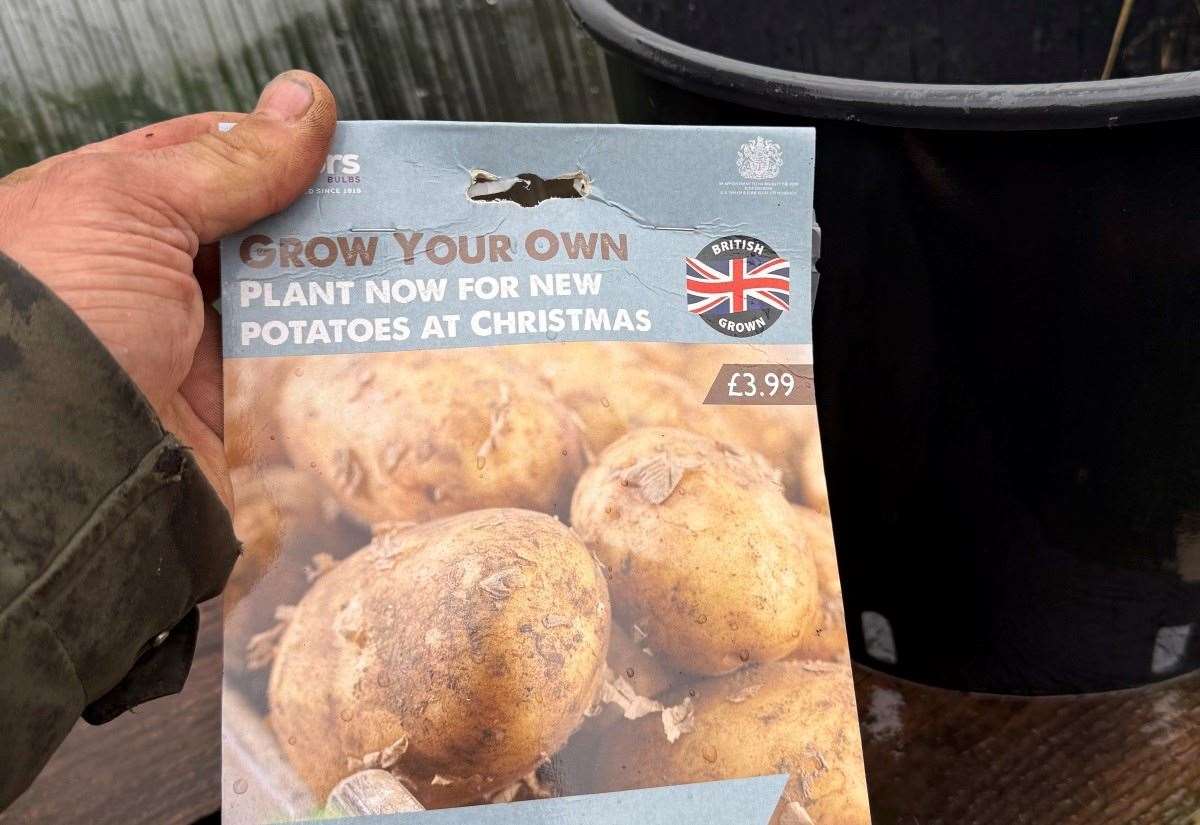 rs
BULBS
D SINCE 1919
GROW YOUR OWN
PLANT NOW FOR NEW
POTATOES AT CHRISTMAS
BRITISH
GROWN
£3.99